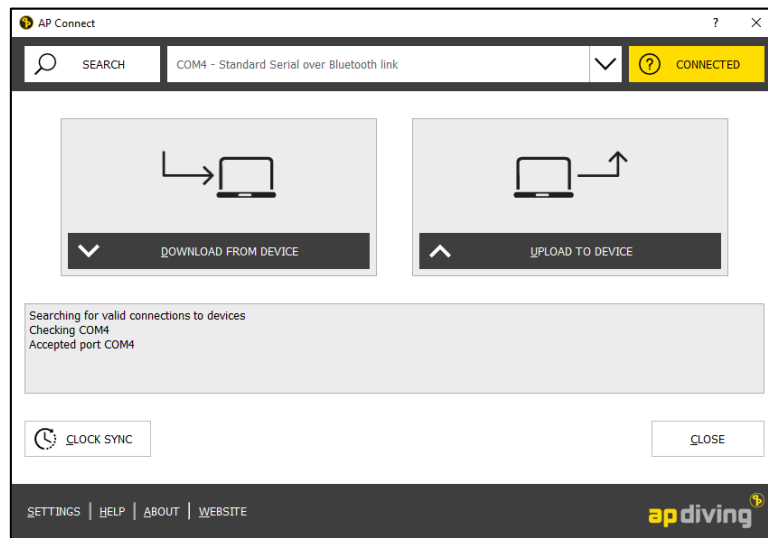 AP Connect
SEARCH
COM4 - Standard Serial over Bluetooth link
CONNECTED
DOWNLOAD FROM DEVICE
UPLOAD TO DEVICE
Searching for valid connections to devices
Checking COM4
Accepted port COM4
CLOCK SYNC
CLOSE
SETTINGS | HELP | ABOUT | WEBSITE
apdiving